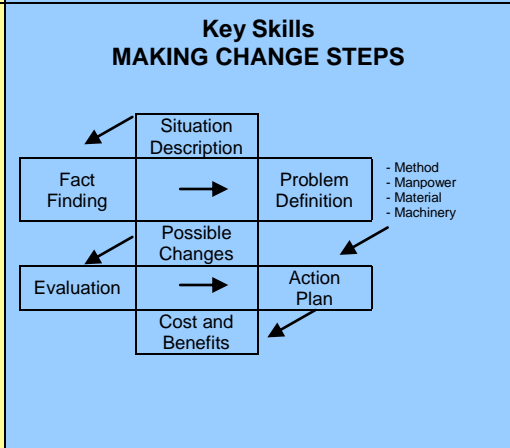 Key Skills
MAKING CHANGE STEPS
Situation
Description
Fact
Finding
Problem
Definition
- Method
- Manpower
- Material
- Machinery
Possible
Changes
Evaluation
Action
Plan
Cost and
Benefits